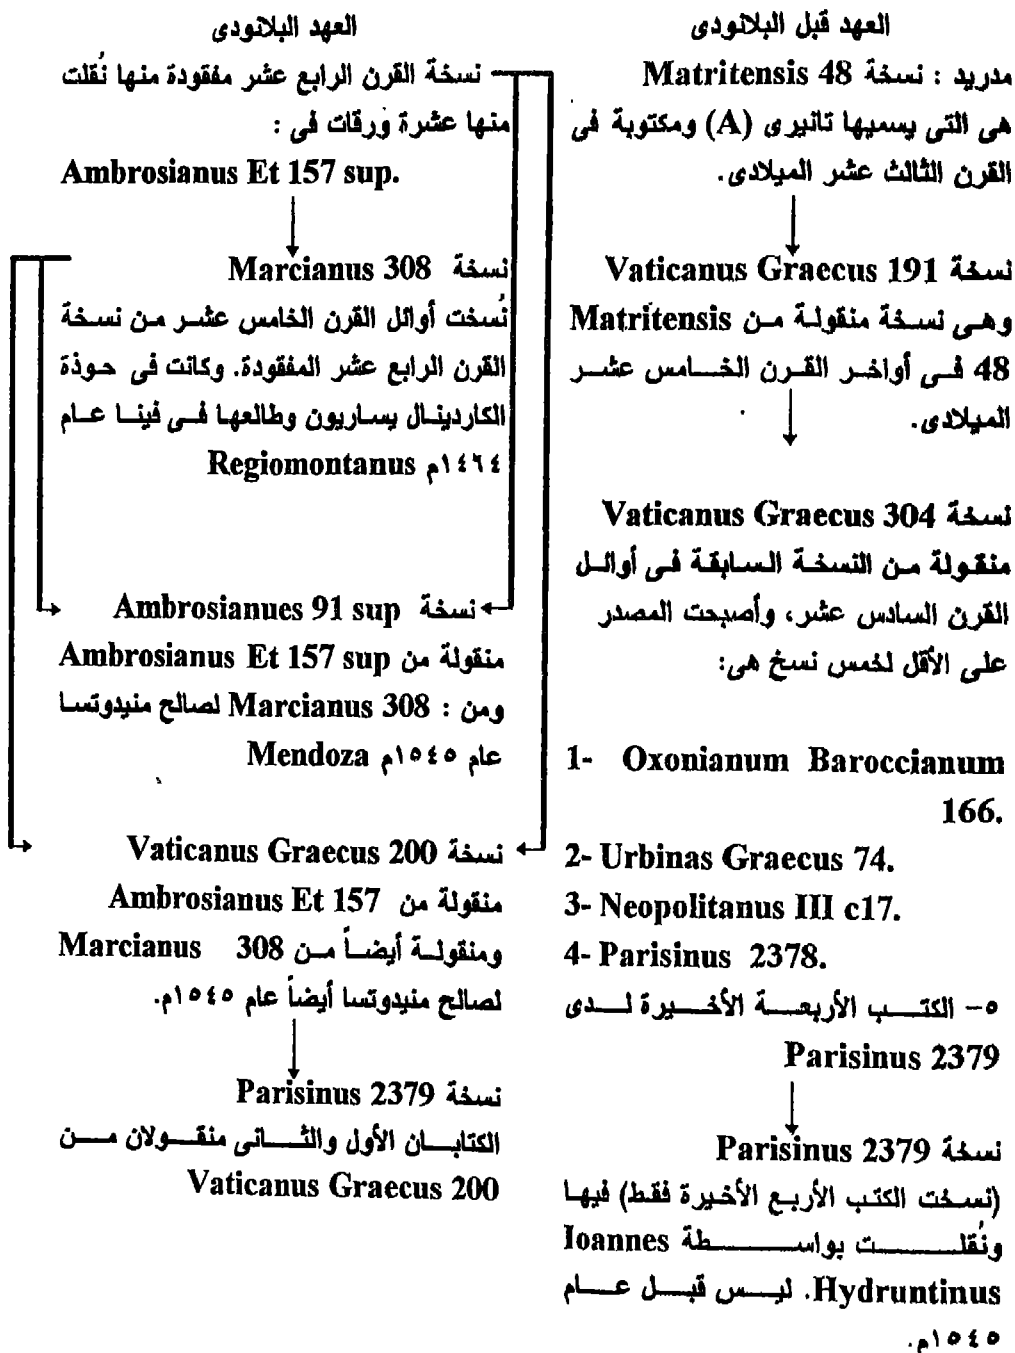 العهد قبل البلانودى
مدريد : نسخة Matritensis 48
هى التى يسميها تانيرى (A) ومكتوبة فى
القرن الثالث عشر الميلادى.
نسخة Vaticanus Graecus 191
وهى نسخة منقولة من Matritensis
48 فى أواخر القرن الخامس عشر
الميلادى.
نسخة Vaticanus Graecus 304
منقولة من النسخة السابقة فى أوائل
القرن السادس عشر، وأصبحت المصدر
على الأقل لخمس نسخ هى:
1- Oxonianum Baroccianum
166.
2- Urbinas Graecus 74.
3- Neopolitanus III c17.
4- Parisinus 2378.
٥- الكتب الأربعة الأخيرة لدى
Parisinus 2379
نسخة Parisinus 2379
(نسخت الكتب الأربع الأخيرة فقط) فيها
ونُقلت بواسطة Ioannes
Hydruntinus. ليس قبل عام
١٥٤٥م.
العهد البلانودى
نسخة القرن الرابع عشر مفقودة منها نُقلت
منها عشرة ورقات فى :
Ambrosianus Et 157 sup.
نسخة Marcianus 308
نُسخت أوائل القرن الخامس عشر من نسخة
القرن الرابع عشر المفقودة. وكانت فى حوذة
الكاردينال بساريون وطالعها فى فينا عام
١٤٦٤م Regiomontanus
نسخة Ambrosianues 91 sup
منقولة من Ambrosianus Et 157 sup
ومن : Marcianus 308 لصالح منيدوتسا
عام ١٥٤٥م Mendoza
نسخة Vaticanus Graecus 200
منقولة من Ambrosianus Et 157
ومنقولة أيضاً من Marcianus 308
لصالح منيدوتسا أيضاً عام ١٥٤٥م.
نسخة Parisinus 2379
الكتابان الأول والثانى منقولان من
Vaticanus Graecus 200